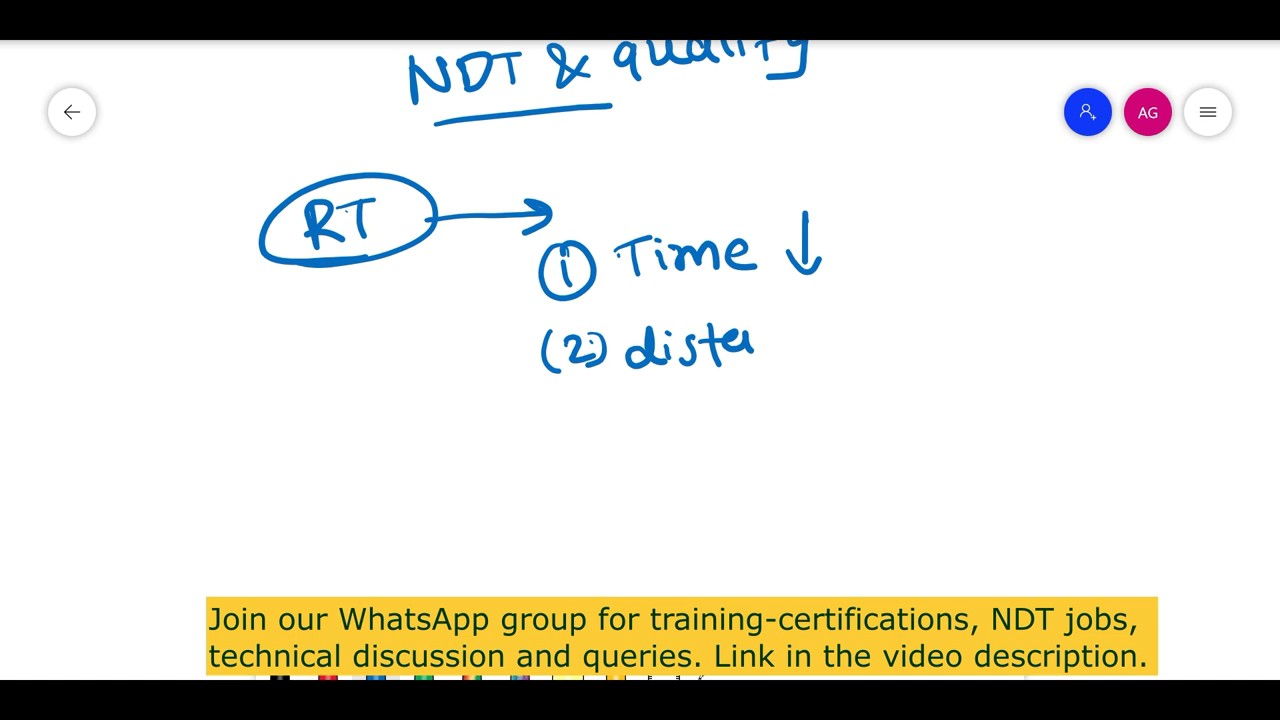 NDT & quality
AG
RT
① Time ↓
(2) dista
Join our WhatsApp group for training-certifications, NDT jobs,
technical discussion and queries. Link in the video description.